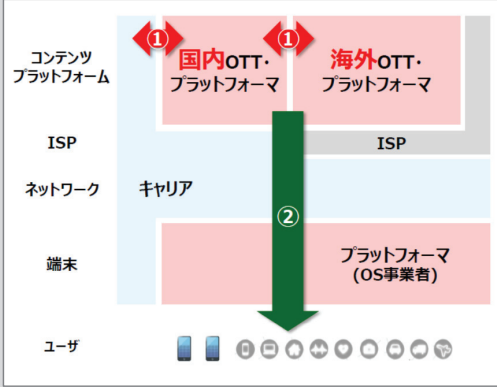 コンテンツ
プラットフォーム
①
国内OTT・
プラットフォーマ
①
海外OTT・
プラットフォーマ
ISP
ISP
ネットワーク
キャリア
②
端末
プラットフォーマ
(OS事業者)
ユーザ